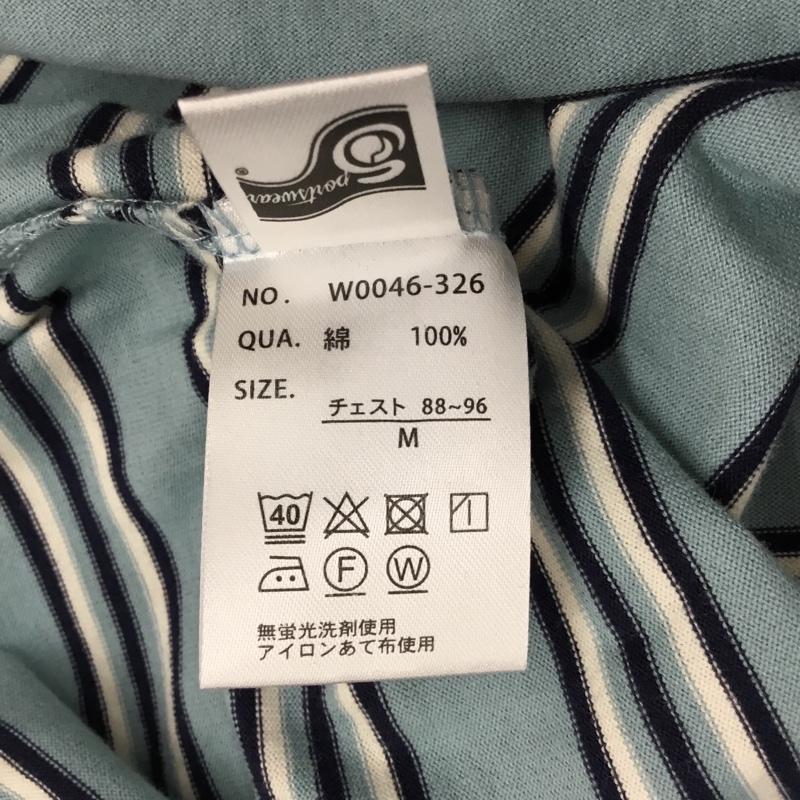 Sportswear®
NO. W0046-326
QUA. 綿 100%
SIZE.
チェスト 88~96
M
40
F W
無蛍光洗剤使用
アイロンあて布使用